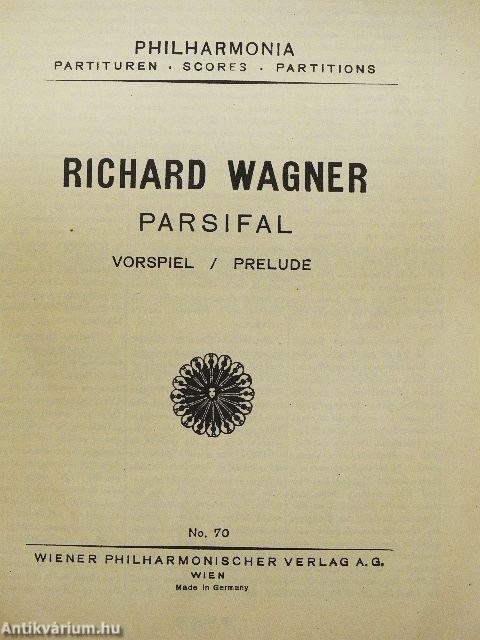 PHILHARMONIA
PARTITUREN · SCORES · PARTITIONS
RICHARD WAGNER
PARSIFAL
VORSPIEL / PRELUDE
No. 70
WIENER PHILHARMONISCHER VERLAG A.G.
WIEN
Made in Germany
Antikvárium.hu